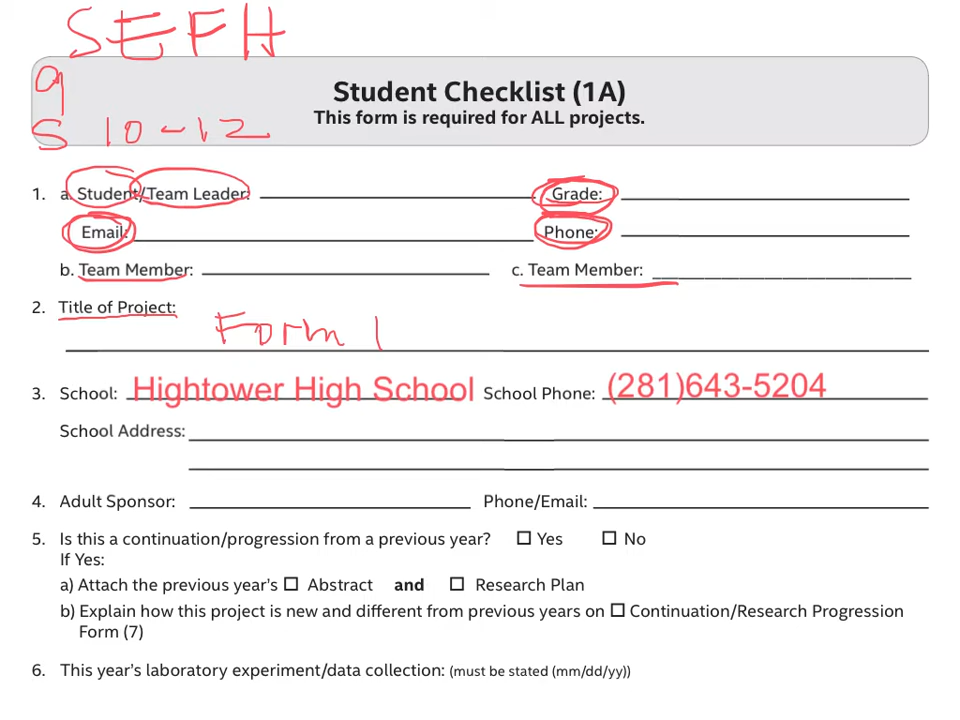 SEFH
9
Student Checklist (1A)
This form is required for ALL projects.
S 10-12
1. a. Student/Team Leader: Grade:
Email: Phone:
b. Team Member: c. Team Member:
2. Title of Project:
Form 1
3. School: Hightower High School School Phone: (281)643-5204
School Address:
4. Adult Sponsor: Phone/Email:
5. Is this a continuation/progression from a previous year? ☐ Yes ☐ No
If Yes:
a) Attach the previous year's ☐ Abstract and ☐ Research Plan
b) Explain how this project is new and different from previous years on ☐ Continuation/Research Progression
Form (7)
6. This year's laboratory experiment/data collection: (must be stated (mm/dd/yy))